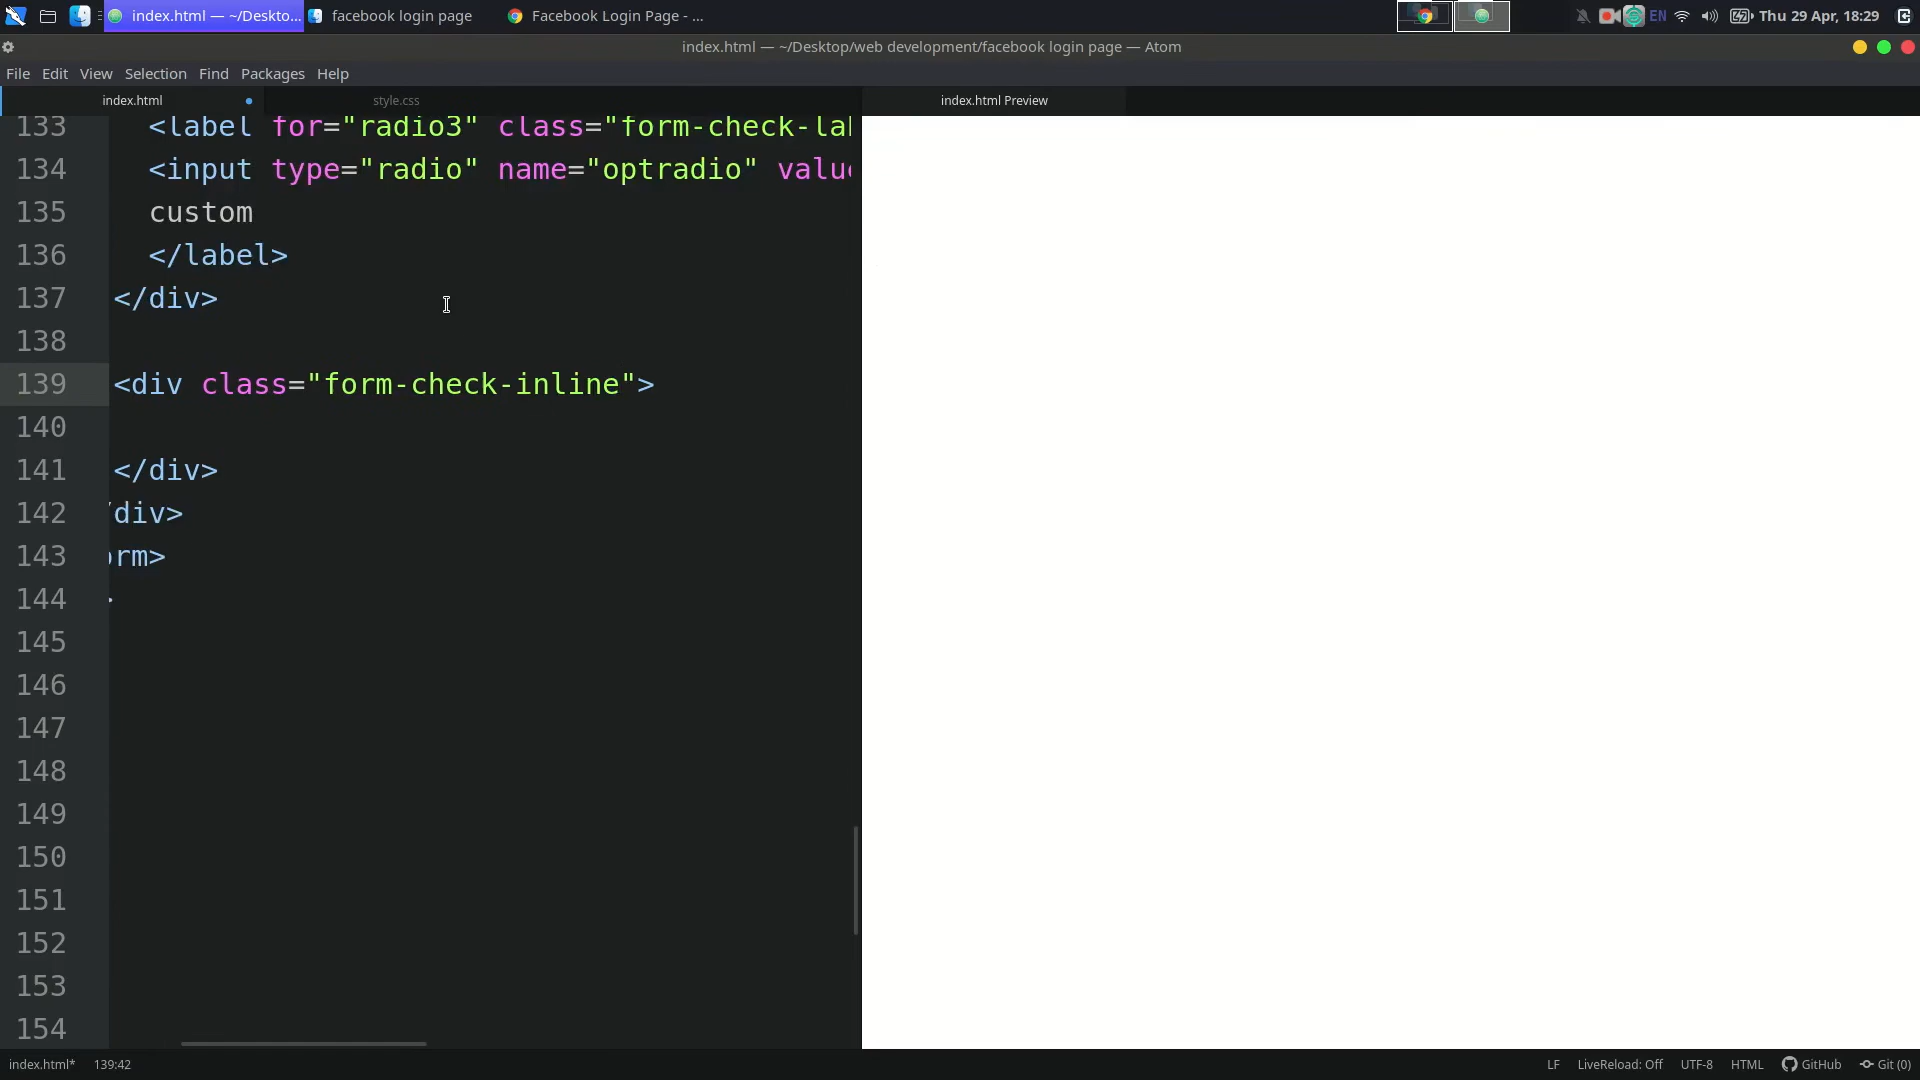 index.html — ~/Deskto...
facebook login page
Facebook Login Page - ...
EN
Thu 29 Apr, 18:29
index.html — ~/Desktop/web development/facebook login page — Atom
File Edit View Selection Find Packages Help
index.html
style.css
index.html Preview
133 <label for="radio3" class="form-check-la
134 <input type="radio" name="optradio" value
135 custom
136 </label>
137 </div>
138
139 <div class="form-check-inline">
140
141 </div>
142 /div>
143 orm>
144 >
145
146
147
148
149
150
151
152
153
154
index.html* 139:42
LF LiveReload: Off UTF-8 HTML GitHub Git (0)